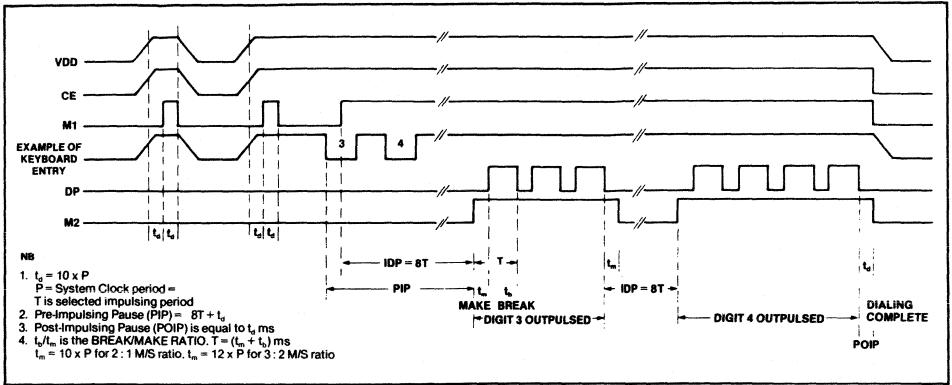 VDD
CE
M1
EXAMPLE OF
KEYBOARD
ENTRY
3
4
DP
M2
td td
td td
tm
td
IDP = 8T
T
IDP = 8T
PIP
tm
tb
MAKE BREAK
DIGIT 3 OUTPULSED
DIGIT 4 OUTPULSED
DIALING
COMPLETE
POIP
NB
1. td = 10 x P
P = System Clock period =
T is selected impulsing period
2. Pre-Impulsing Pause (PIP) = 8T + td
3. Post-Impulsing Pause (POIP) is equal to td ms
4. tb/tm is the BREAK/MAKE RATIO. T = (tm + tb) ms
tm = 10 x P for 2 : 1 M/S ratio. tm = 12 x P for 3 : 2 M/S ratio